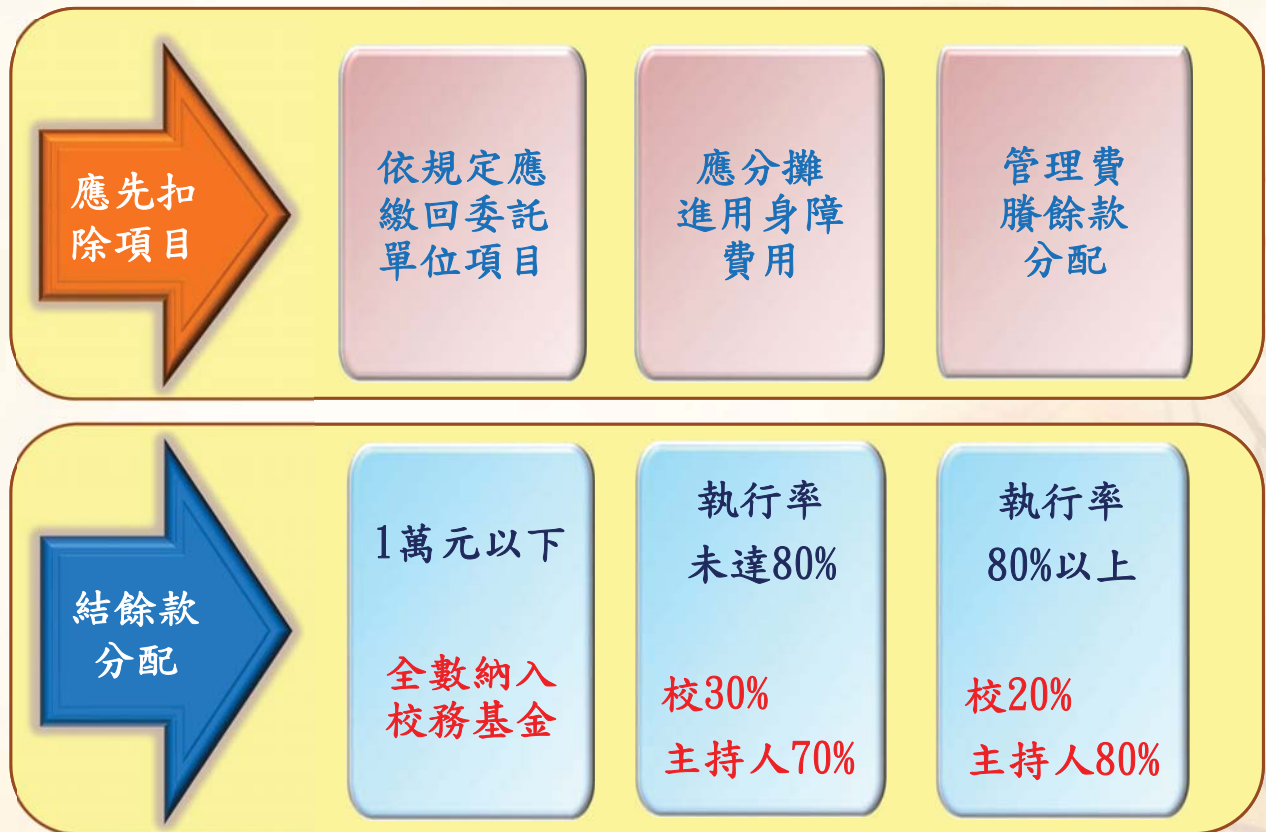 應先扣
除項目
依規定應
繳回委託
單位項目
應分攤
進用身障
費用
管理費
賸餘款
分配
結餘款
分配
1萬元以下
全數納入
校務基金
執行率
未達80%
校30%
主持人70%
執行率
80%以上
校20%
主持人80%